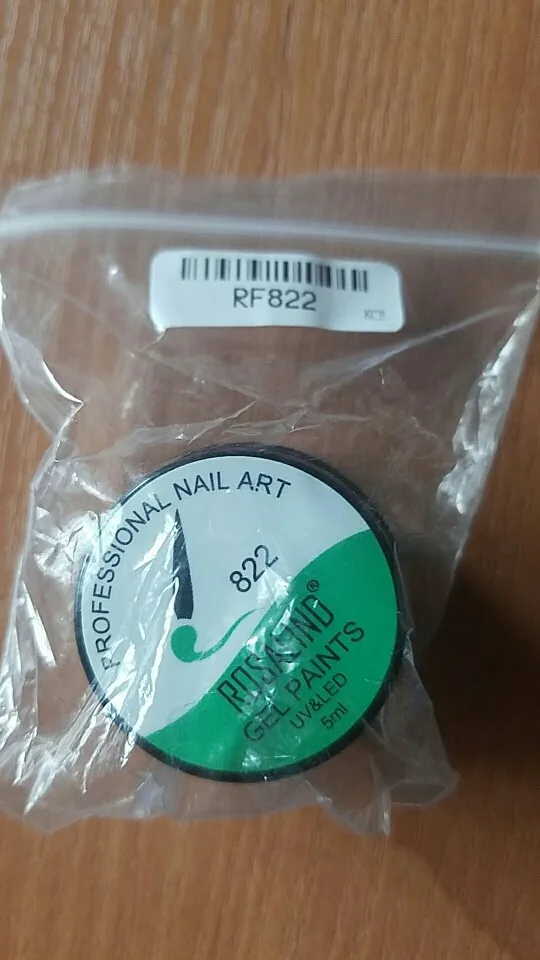 RF822
PROFESSIONAL NAIL ART
822
ROSALIND®
GEL PAINTS
UV&LED
5ml